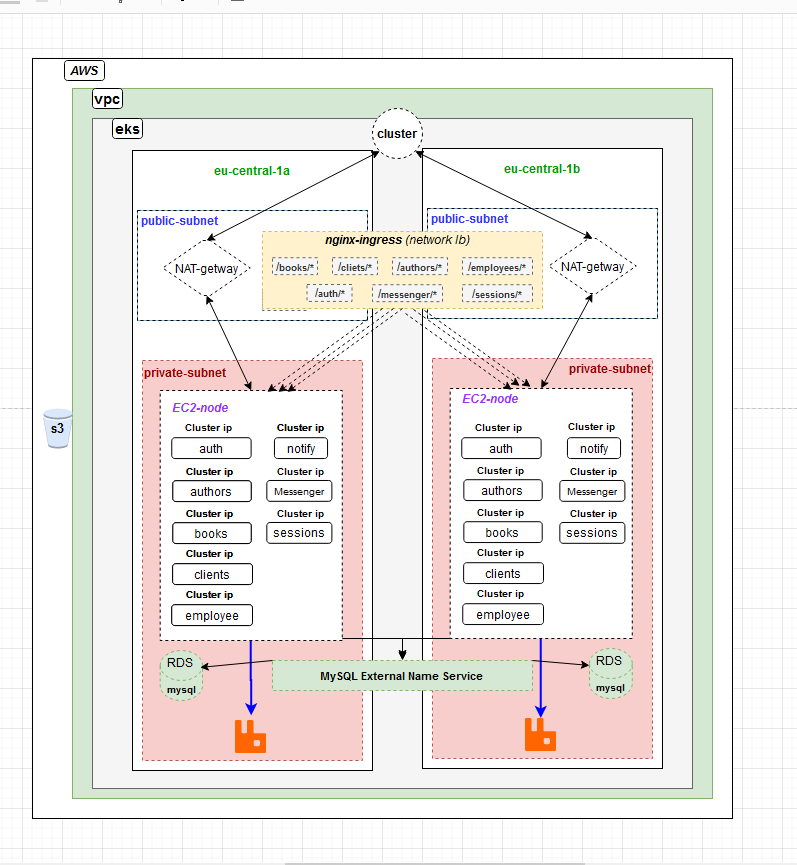 AWS
vpc
eks
cluster
eu-central-1a
eu-central-1b
public-subnet
public-subnet
nginx-ingress (network lb)
NAT-getway
/books/*
/cliets/*
/authors/*
/employees/*
NAT-getway
/auth/*
/messenger/*
/sessions/*
private-subnet
private-subnet
EC2-node
Cluster ip
Cluster ip
auth
notify
Cluster ip
Cluster ip
authors
Messenger
Cluster ip
Cluster ip
books
sessions
Cluster ip
clients
Cluster ip
employee
EC2-node
Cluster ip
Cluster ip
auth
notify
Cluster ip
Cluster ip
authors
Messenger
Cluster ip
Cluster ip
books
sessions
Cluster ip
clients
Cluster ip
employee
s3
RDS
mysql
MySQL External Name Service
RDS
mysql